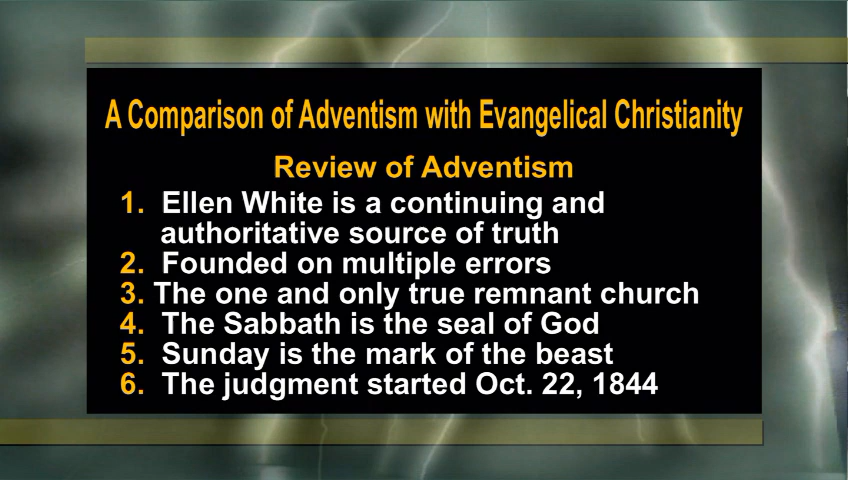 A Comparison of Adventism with Evangelical Christianity
Review of Adventism
1. Ellen White is a continuing and
authoritative source of truth
2. Founded on multiple errors
3. The one and only true remnant church
4. The Sabbath is the seal of God
5. Sunday is the mark of the beast
6. The judgment started Oct. 22, 1844